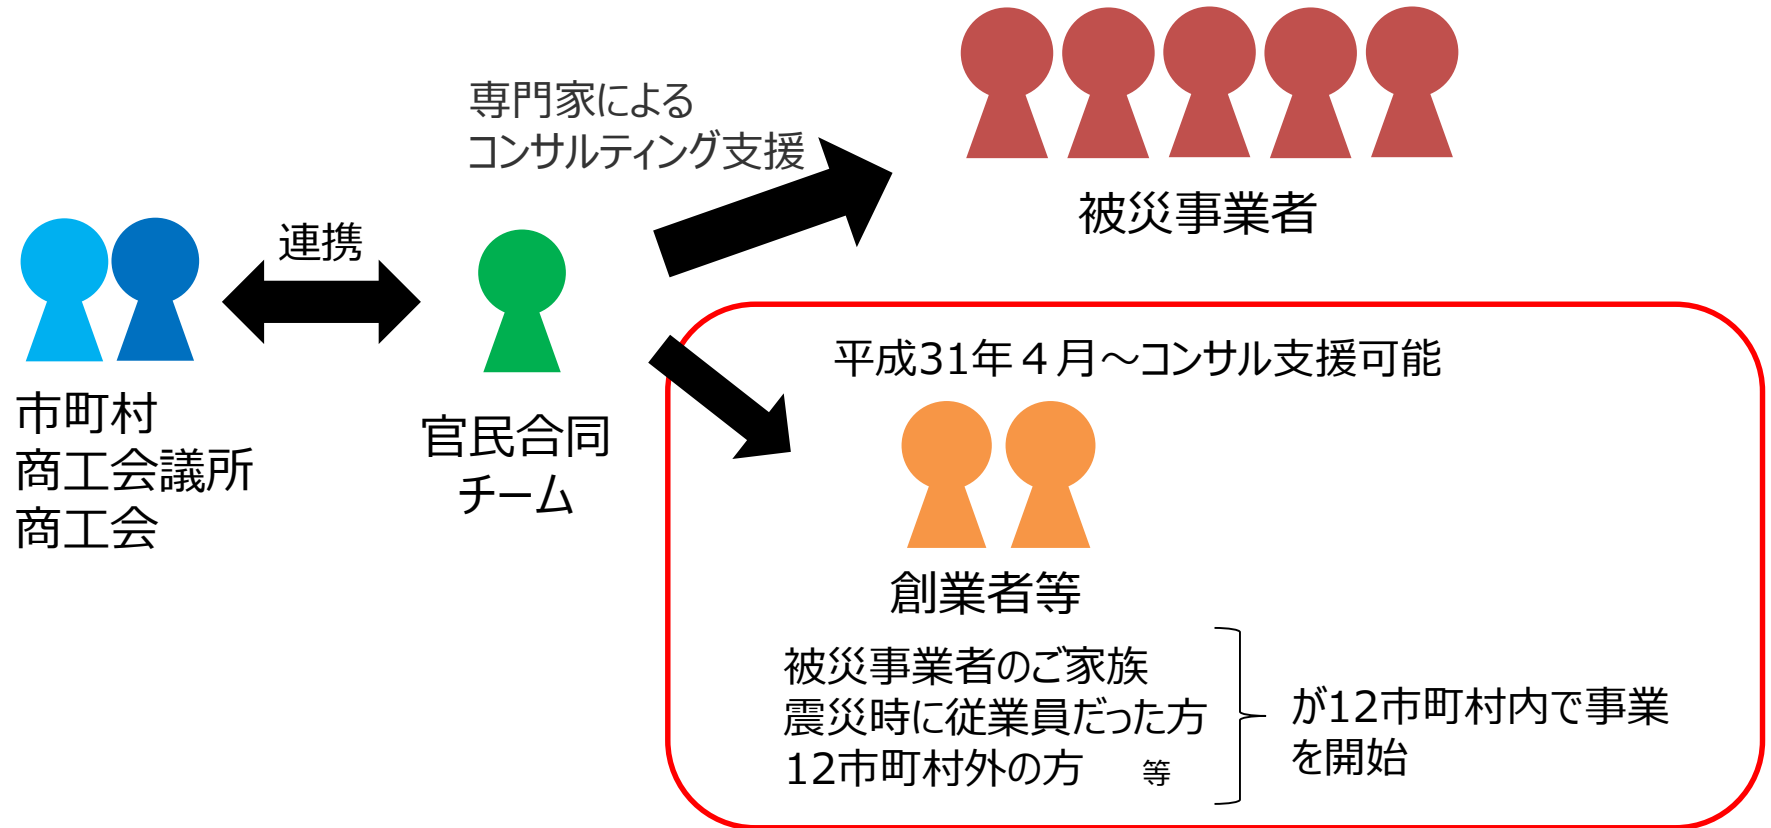 専門家による
コンサルティング支援
被災事業者
連携
市町村
商工会議所
商工会
官民合同
チーム
平成31年４月～コンサル支援可能
創業者等
被災事業者のご家族
震災時に従業員だった方
12市町村外の方　等
が12市町村内で事業
を開始